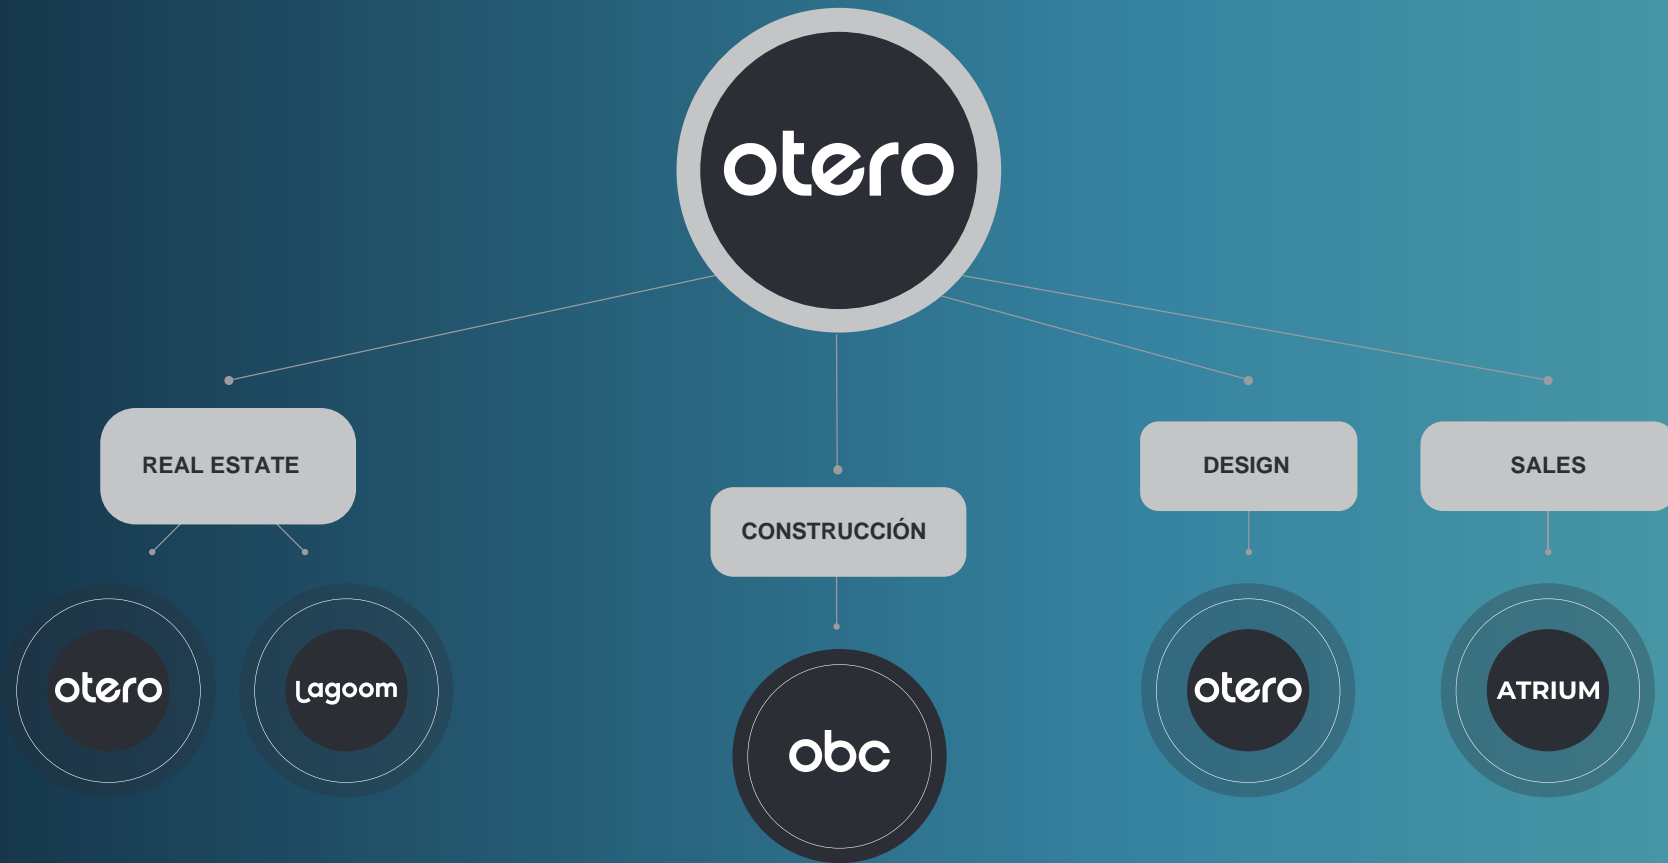 otero
REAL ESTATE
DESIGN
SALES
CONSTRUCCIÓN
otero
Lagoom
otero
ATRIUM
obc